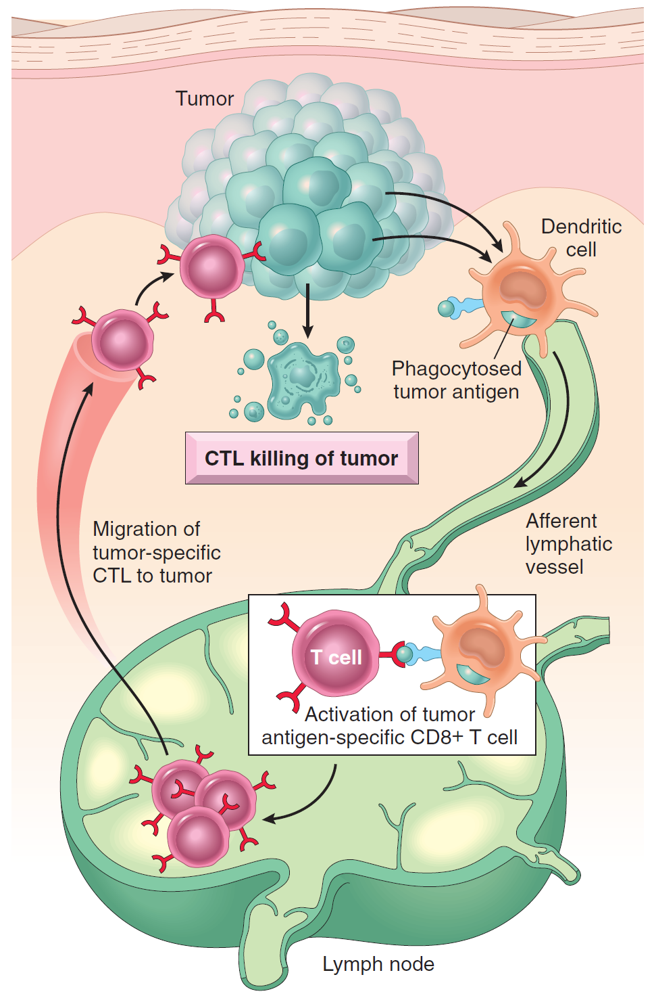 Tumor
Dendritic
cell
Phagocytosed
tumor antigen
CTL killing of tumor
Migration of
tumor-specific
CTL to tumor
Afferent
lymphatic
vessel
T cell
Activation of tumor
antigen-specific CD8+ T cell
Lymph node